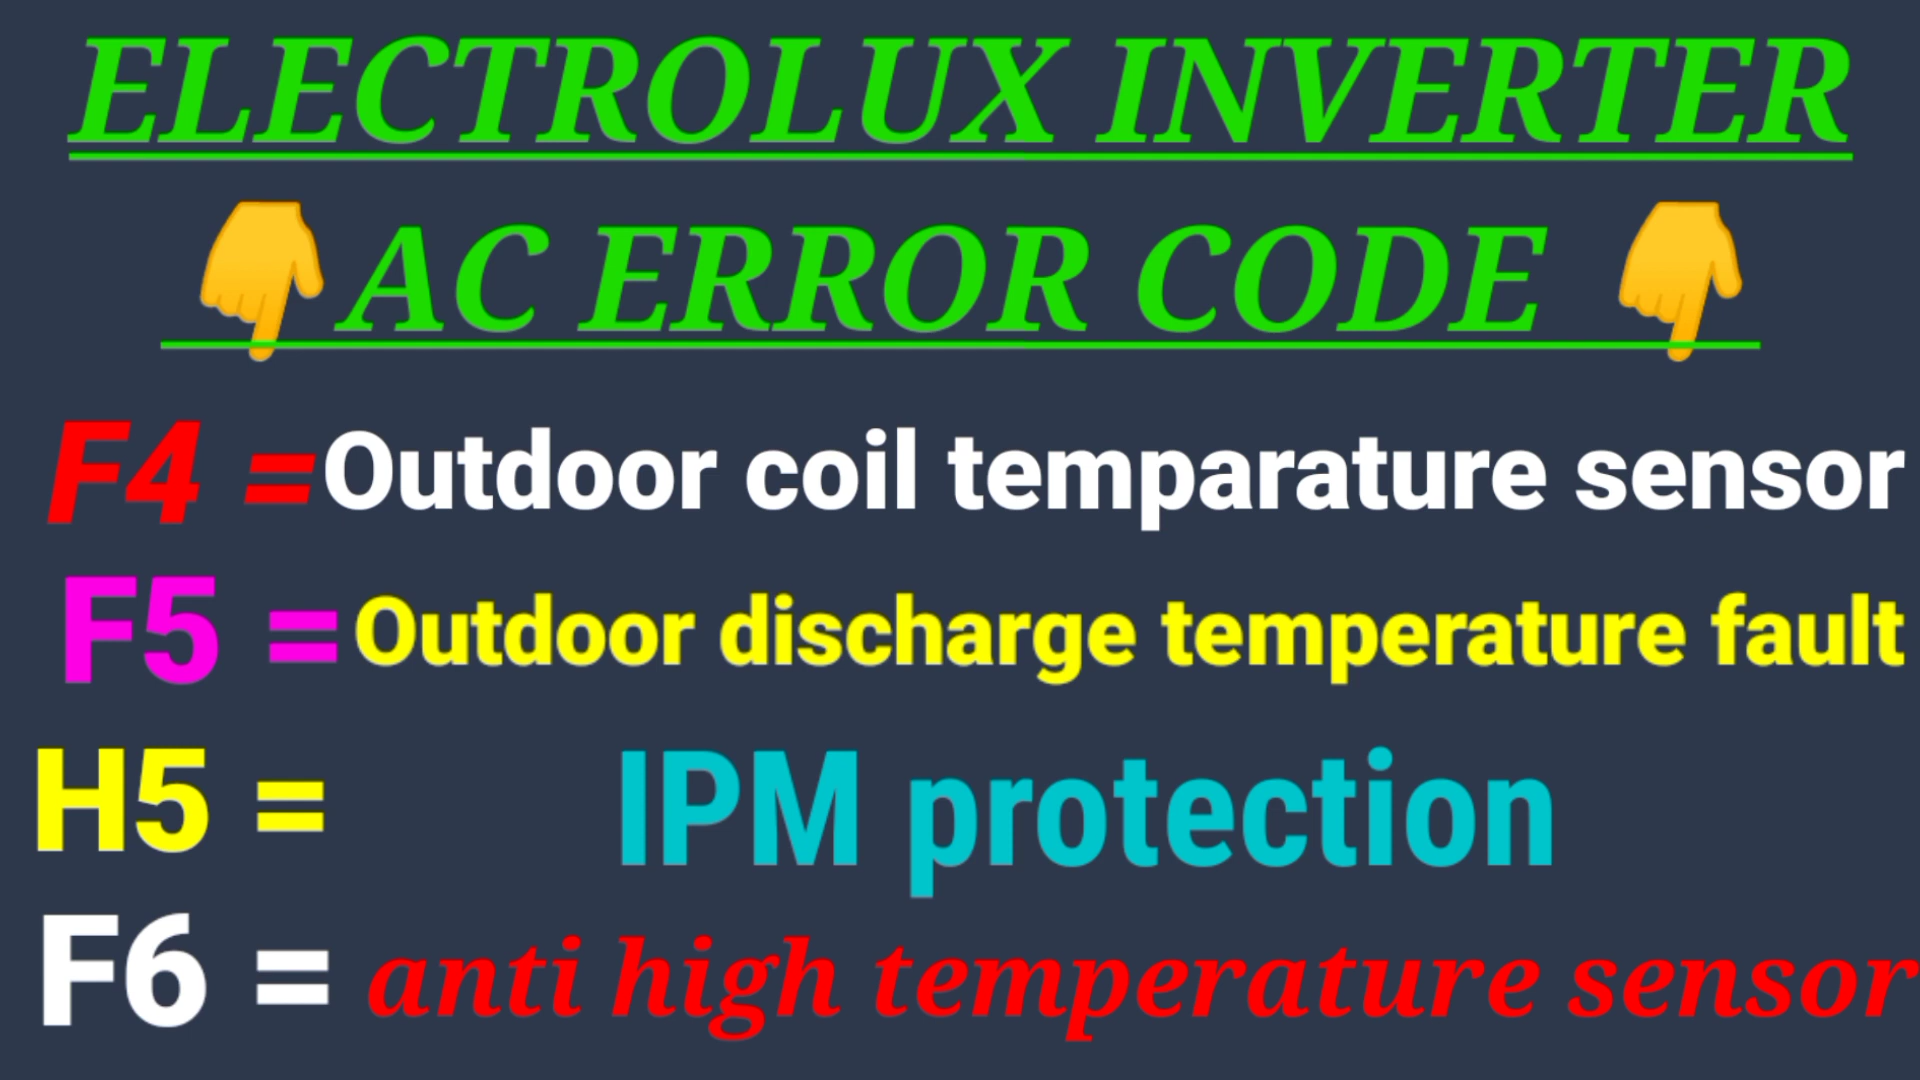 ELECTROLUX INVERTER
👇AC ERROR CODE 👇
F4 =Outdoor coil temparature sensor
F5 =Outdoor discharge temperature fault
H5 = IPM protection
F6 = anti high temperature sensor